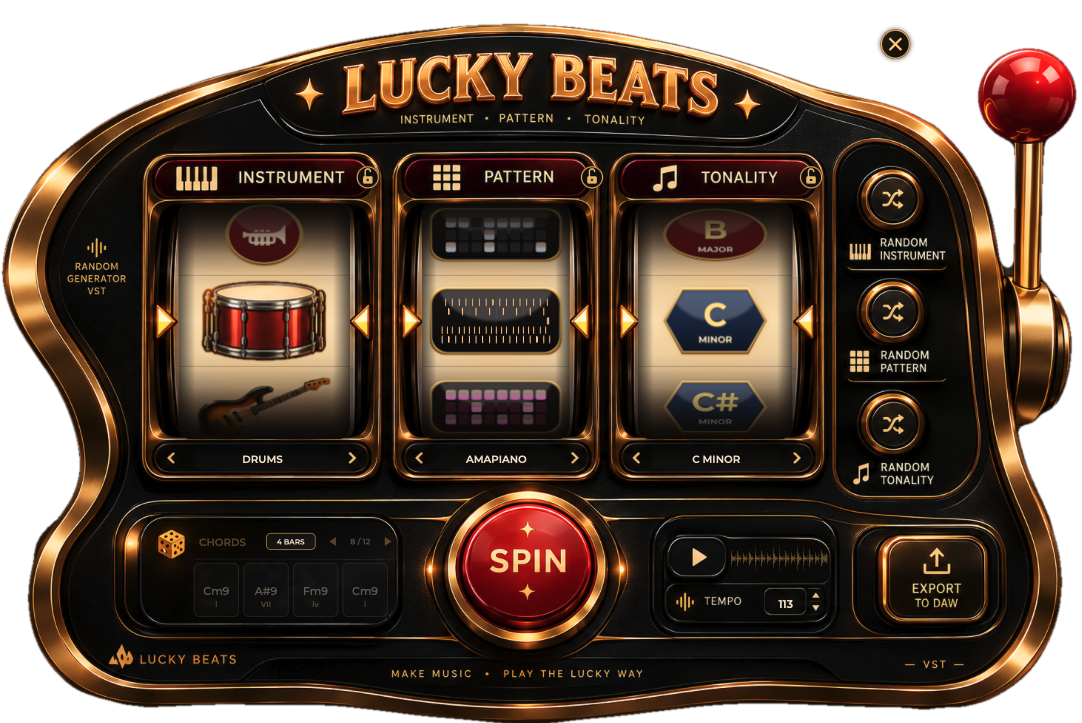 LUCKY BEATS
INSTRUMENT • PATTERN • TONALITY
INSTRUMENT
PATTERN
TONALITY
RANDOM
GENERATOR
VST
B
MAJOR
C
MINOR
C#
MINOR
DRUMS
AMAPIANO
C MINOR
RANDOM
INSTRUMENT
RANDOM
PATTERN
RANDOM
TONALITY
CHORDS
4 BARS
8 / 12
Cm9
i
A#9
VII
Fm9
iv
Cm9
i
SPIN
TEMPO
113
EXPORT
TO DAW
LUCKY BEATS
MAKE MUSIC • PLAY THE LUCKY WAY
— VST —